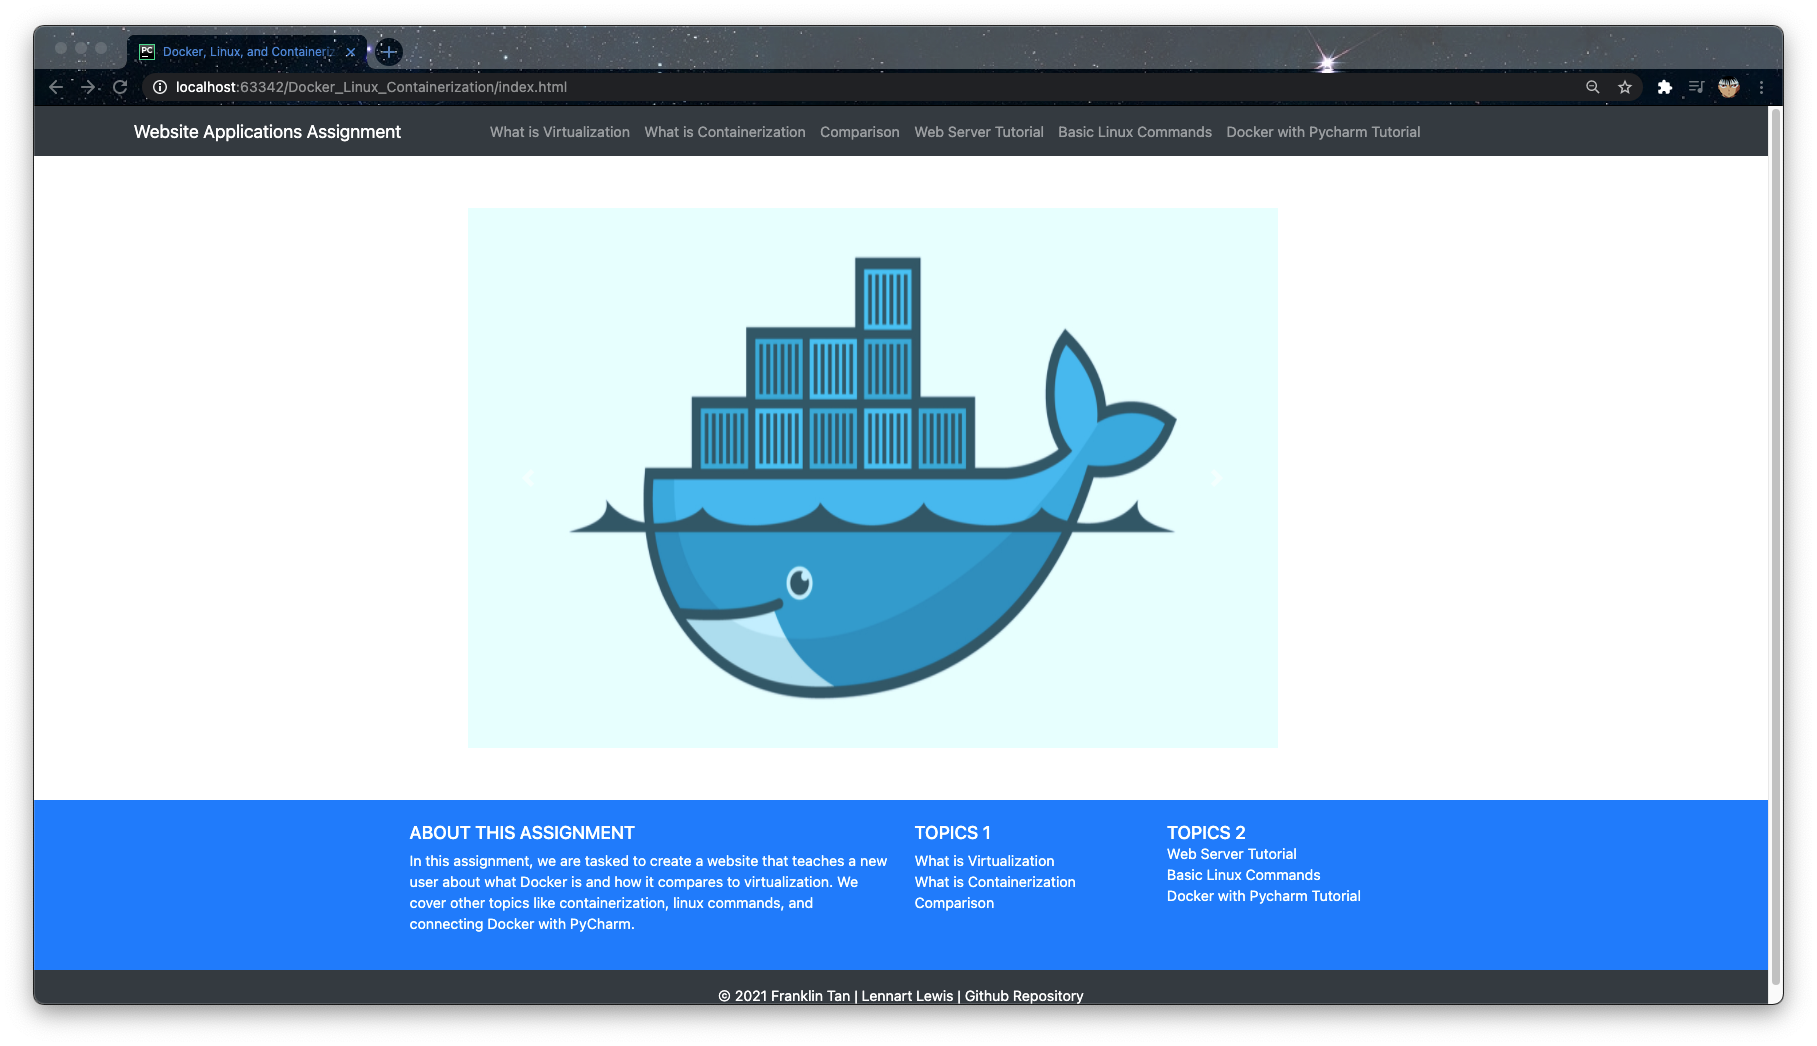 PC
Docker, Linux, and Containeri
localhost:63342/Docker_Linux_Containerization/index.html
Website Applications Assignment
What is Virtualization
What is Containerization
Comparison
Web Server Tutorial
Basic Linux Commands
Docker with Pycharm Tutorial
ABOUT THIS ASSIGNMENT
In this assignment, we are tasked to create a website that teaches a new
user about what Docker is and how it compares to virtualization. We
cover other topics like containerization, linux commands, and
connecting Docker with PyCharm.
TOPICS 1
What is Virtualization
What is Containerization
Comparison
TOPICS 2
Web Server Tutorial
Basic Linux Commands
Docker with Pycharm Tutorial
© 2021 Franklin Tan | Lennart Lewis | Github Repository